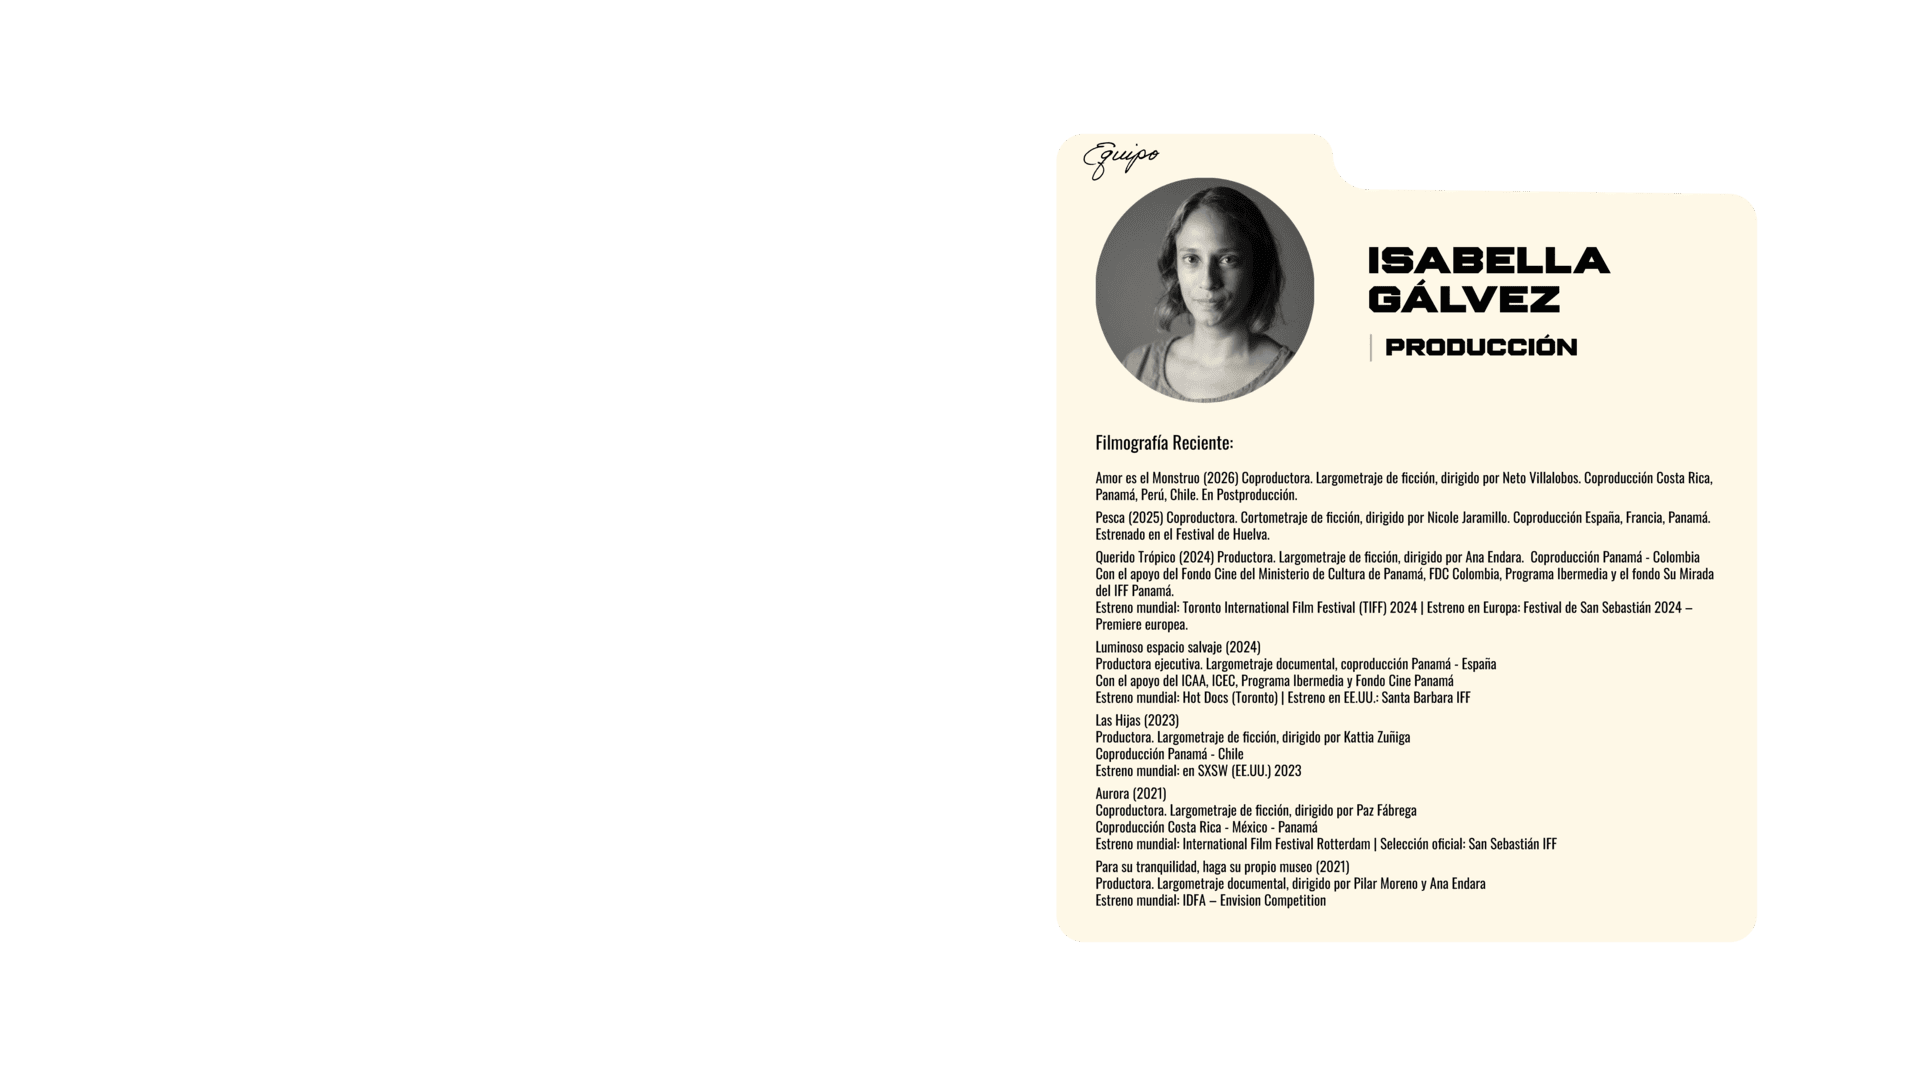 Equipo
ISABELLA
GÁLVEZ
PRODUCCIÓN
Filmografía Reciente:
Amor es el Monstruo (2026) Coproductora. Largometraje de ficción, dirigido por Neto Villalobos. Coproducción Costa Rica,
Panamá, Perú, Chile. En Postproducción.
Pesca (2025) Coproductora. Cortometraje de ficción, dirigido por Nicole Jaramillo. Coproducción España, Francia, Panamá.
Estrenado en el Festival de Huelva.
Querido Trópico (2024) Productora. Largometraje de ficción, dirigido por Ana Endara.  Coproducción Panamá - Colombia
Con el apoyo del Fondo Cine del Ministerio de Cultura de Panamá, FDC Colombia, Programa Ibermedia y el fondo Su Mirada
del IFF Panamá.
Estreno mundial: Toronto International Film Festival (TIFF) 2024 | Estreno en Europa: Festival de San Sebastián 2024 –
Premiere europea.
Luminoso espacio salvaje (2024)
Productora ejecutiva. Largometraje documental, coproducción Panamá - España
Con el apoyo del ICAA, ICEC, Programa Ibermedia y Fondo Cine Panamá
Estreno mundial: Hot Docs (Toronto) | Estreno en EE.UU.: Santa Barbara IFF
Las Hijas (2023)
Productora. Largometraje de ficción, dirigido por Kattia Zuñiga
Coproducción Panamá - Chile
Estreno mundial: en SXSW (EE.UU.) 2023
Aurora (2021)
Coproductora. Largometraje de ficción, dirigido por Paz Fábrega
Coproducción Costa Rica - México - Panamá
Estreno mundial: International Film Festival Rotterdam | Selección oficial: San Sebastián IFF
Para su tranquilidad, haga su propio museo (2021)
Productora. Largometraje documental, dirigido por Pilar Moreno y Ana Endara
Estreno mundial: IDFA – Envision Competition